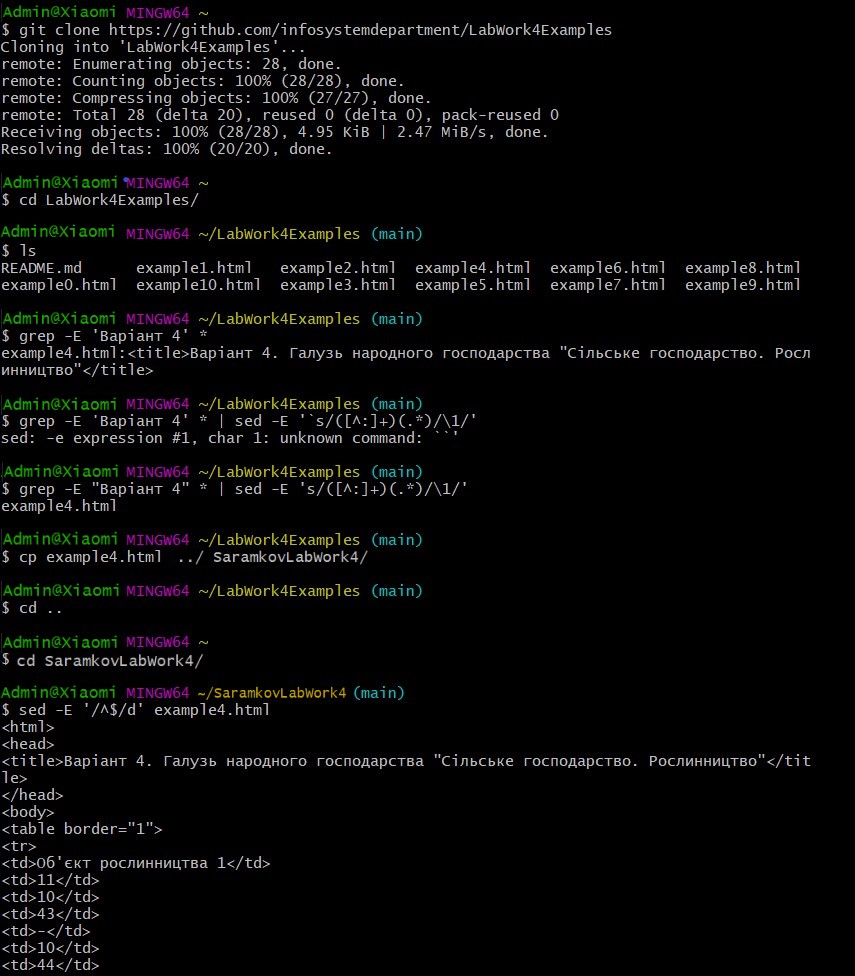 Admin@Xiaomi MINGW64 ~
$ git clone https://github.com/infosystemdepartment/LabWork4Examples
Cloning into 'LabWork4Examples'...
remote: Enumerating objects: 28, done.
remote: Counting objects: 100% (28/28), done.
remote: Compressing objects: 100% (27/27), done.
remote: Total 28 (delta 20), reused 0 (delta 0), pack-reused 0
Receiving objects: 100% (28/28), 4.95 KiB | 2.47 MiB/s, done.
Resolving deltas: 100% (20/20), done.
Admin@Xiaomi MINGW64 ~
$ cd LabWork4Examples/
Admin@Xiaomi MINGW64 ~/LabWork4Examples (main)
$ ls
README.md example1.html example2.html example4.html example6.html example8.html
example0.html example10.html example3.html example5.html example7.html example9.html
Admin@Xiaomi MINGW64 ~/LabWork4Examples (main)
$ grep -E 'Варіант 4' *
example4.html:<title>Варіант 4. Галузь народного господарства "Сільське господарство. Росл
инництво"</title>
Admin@Xiaomi MINGW64 ~/LabWork4Examples (main)
$ grep -E 'Варіант 4' * | sed -E '`s/([^:]+)(.*)/\1/'
sed: -e expression #1, char 1: unknown command: ``'
Admin@Xiaomi MINGW64 ~/LabWork4Examples (main)
$ grep -E "Варіант 4" * | sed -E 's/([^:]+)(.*)/\1/'
example4.html
Admin@Xiaomi MINGW64 ~/LabWork4Examples (main)
$ cp example4.html ../ SaramkovLabWork4/
Admin@Xiaomi MINGW64 ~/LabWork4Examples (main)
$ cd ..
Admin@Xiaomi MINGW64 ~
$ cd SaramkovLabWork4/
Admin@Xiaomi MINGW64 ~/SaramkovLabWork4 (main)
$ sed -E '/^$/d' example4.html
<html>
<head>
<title>Варіант 4. Галузь народного господарства "Сільське господарство. Рослинництво"</tit
le>
</head>
<body>
<table border="1">
<tr>
<td>Об'єкт рослинництва 1</td>
<td>11</td>
<td>10</td>
<td>43</td>
<td>-</td>
<td>10</td>
<td>44</td>